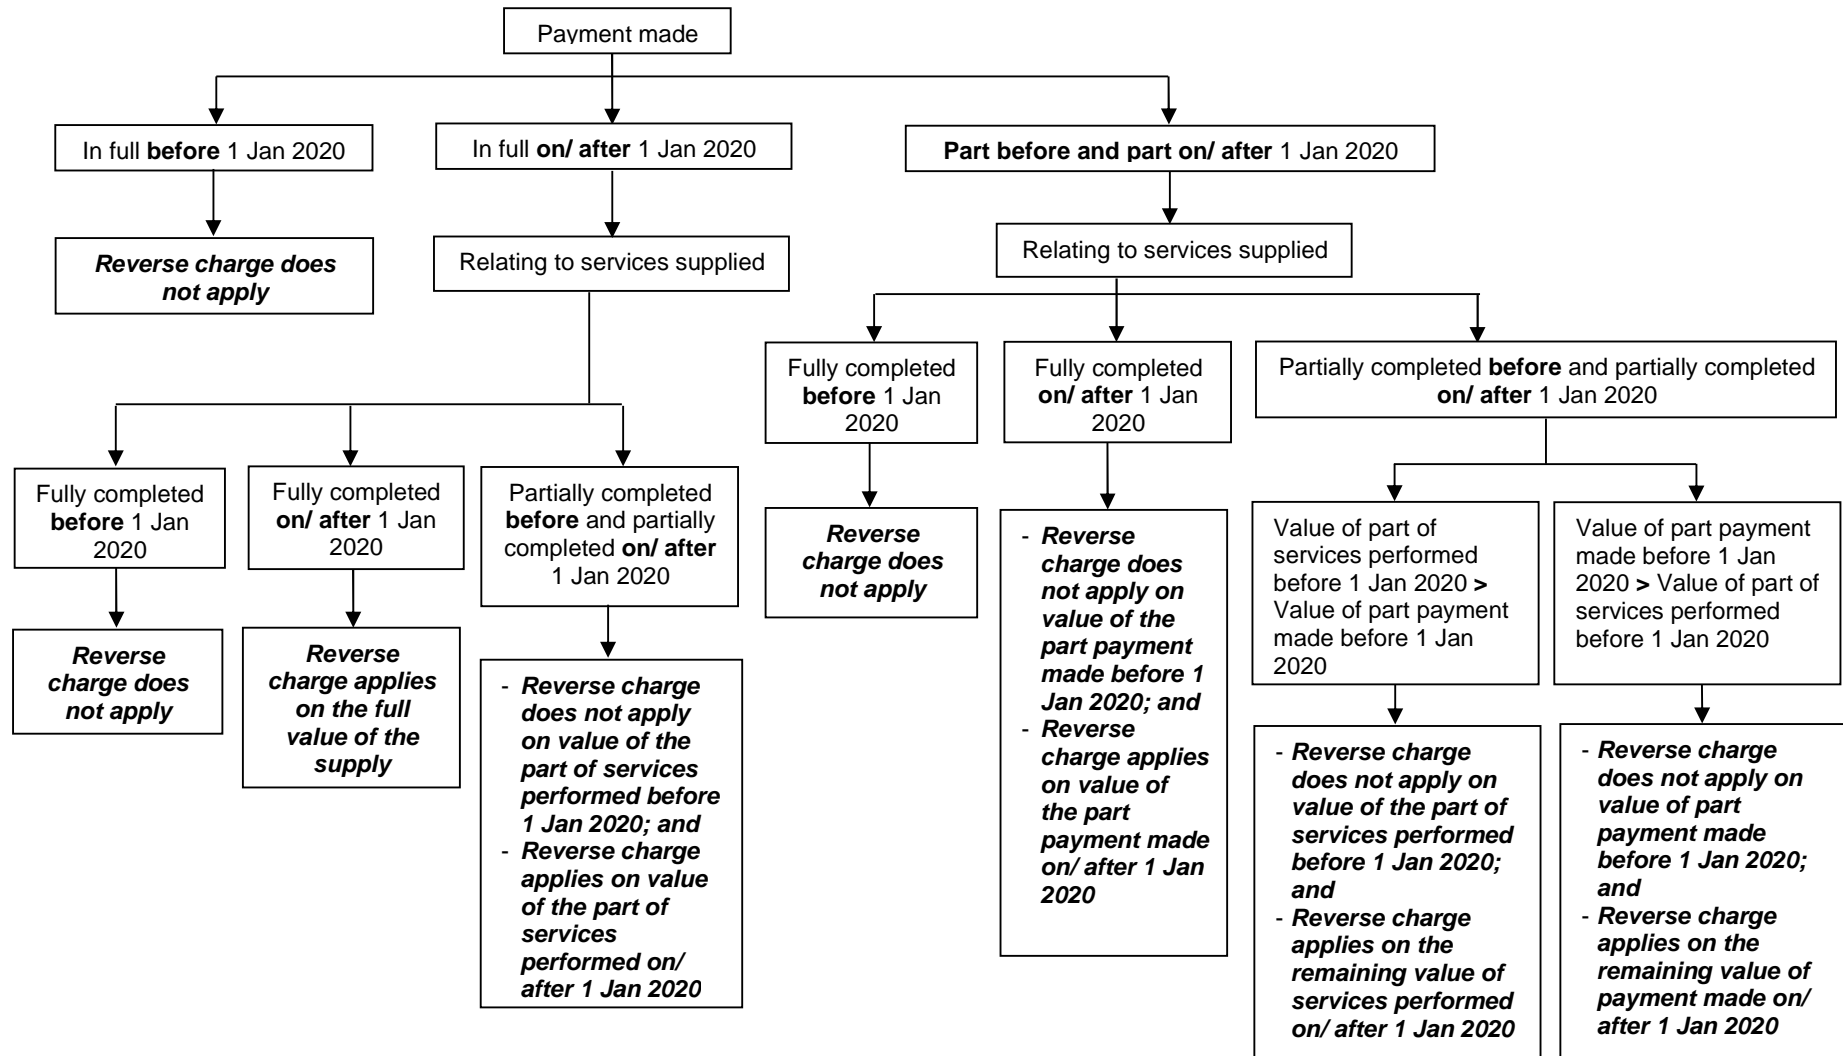 Payment made
In full before 1 Jan 2020
In full on/ after 1 Jan 2020
Part before and part on/ after 1 Jan 2020
Reverse charge does
not apply
Relating to services supplied
Relating to services supplied
Fully completed
before 1 Jan
2020
Fully completed
on/ after 1 Jan
2020
Partially completed before and partially completed
on/ after 1 Jan 2020
Fully completed
before 1 Jan
2020
Fully completed
on/ after 1 Jan
2020
Partially completed
before and partially
completed on/ after
1 Jan 2020
Reverse
charge does
not apply
- Reverse
charge does
not apply on
value of the
part payment
made before 1
Jan 2020; and
- Reverse
charge applies
on value of
the part
payment made
on/ after 1 Jan
2020
Value of part of
services performed
before 1 Jan 2020 >
Value of part payment
made before 1 Jan
2020
Value of part payment
made before 1 Jan
2020 > Value of part of
services performed
before 1 Jan 2020
Reverse
charge does
not apply
Reverse
charge applies
on the full
value of the
supply
- Reverse charge
does not apply
on value of the
part of services
performed before
1 Jan 2020; and
- Reverse charge
applies on value
of the part of
services
performed on/
after 1 Jan 2020
- Reverse charge
does not apply on
value of the part of
services performed
before 1 Jan 2020;
and
- Reverse charge
applies on the
remaining value of
services performed
on/ after 1 Jan 2020
- Reverse charge
does not apply on
value of part
payment made
before 1 Jan 2020;
and
- Reverse charge
applies on the
remaining value of
payment made on/
after 1 Jan 2020